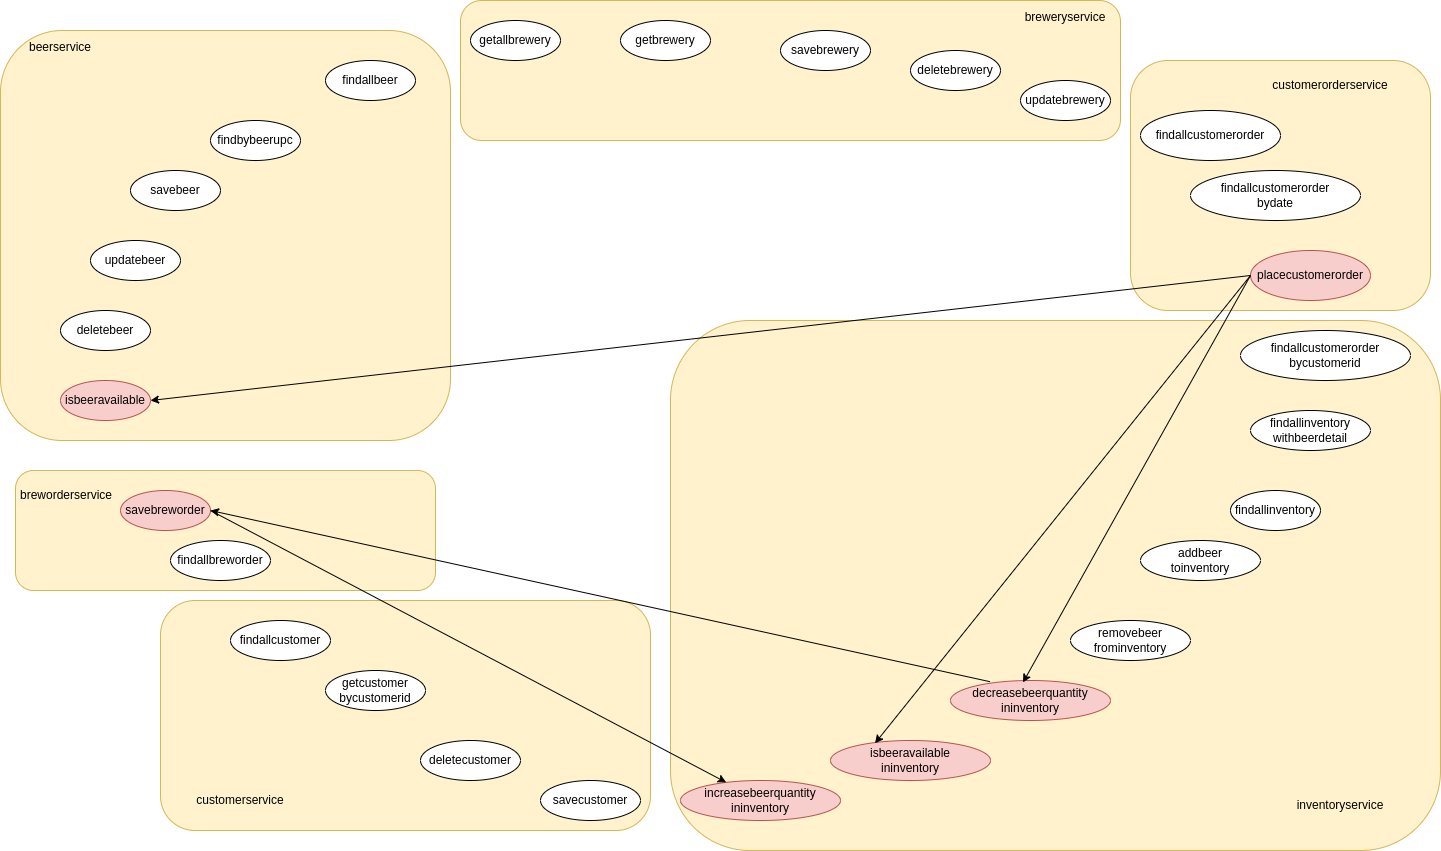 beerservice
findallbeer
findbybeerupc
savebeer
updatebeer
deletebeer
isbeeravailable
breweryservice
getallbrewery
getbrewery
savebrewery
deletebrewery
updatebrewery
customerorderservice
findallcustomerorder
findallcustomerorder
bydate
placecustomerorder
breworderservice
savebreworder
findallbreworder
findallcustomer
getcustomer
bycustomerid
deletecustomer
savecustomer
customerservice
findallcustomerorder
bycustomerid
findallinventory
withbeerdetail
findallinventory
addbeer
toinventory
removebeer
frominventory
decreasebeerquantity
ininventory
isbeeravailable
ininventory
increasebeerquantity
ininventory
inventoryservice